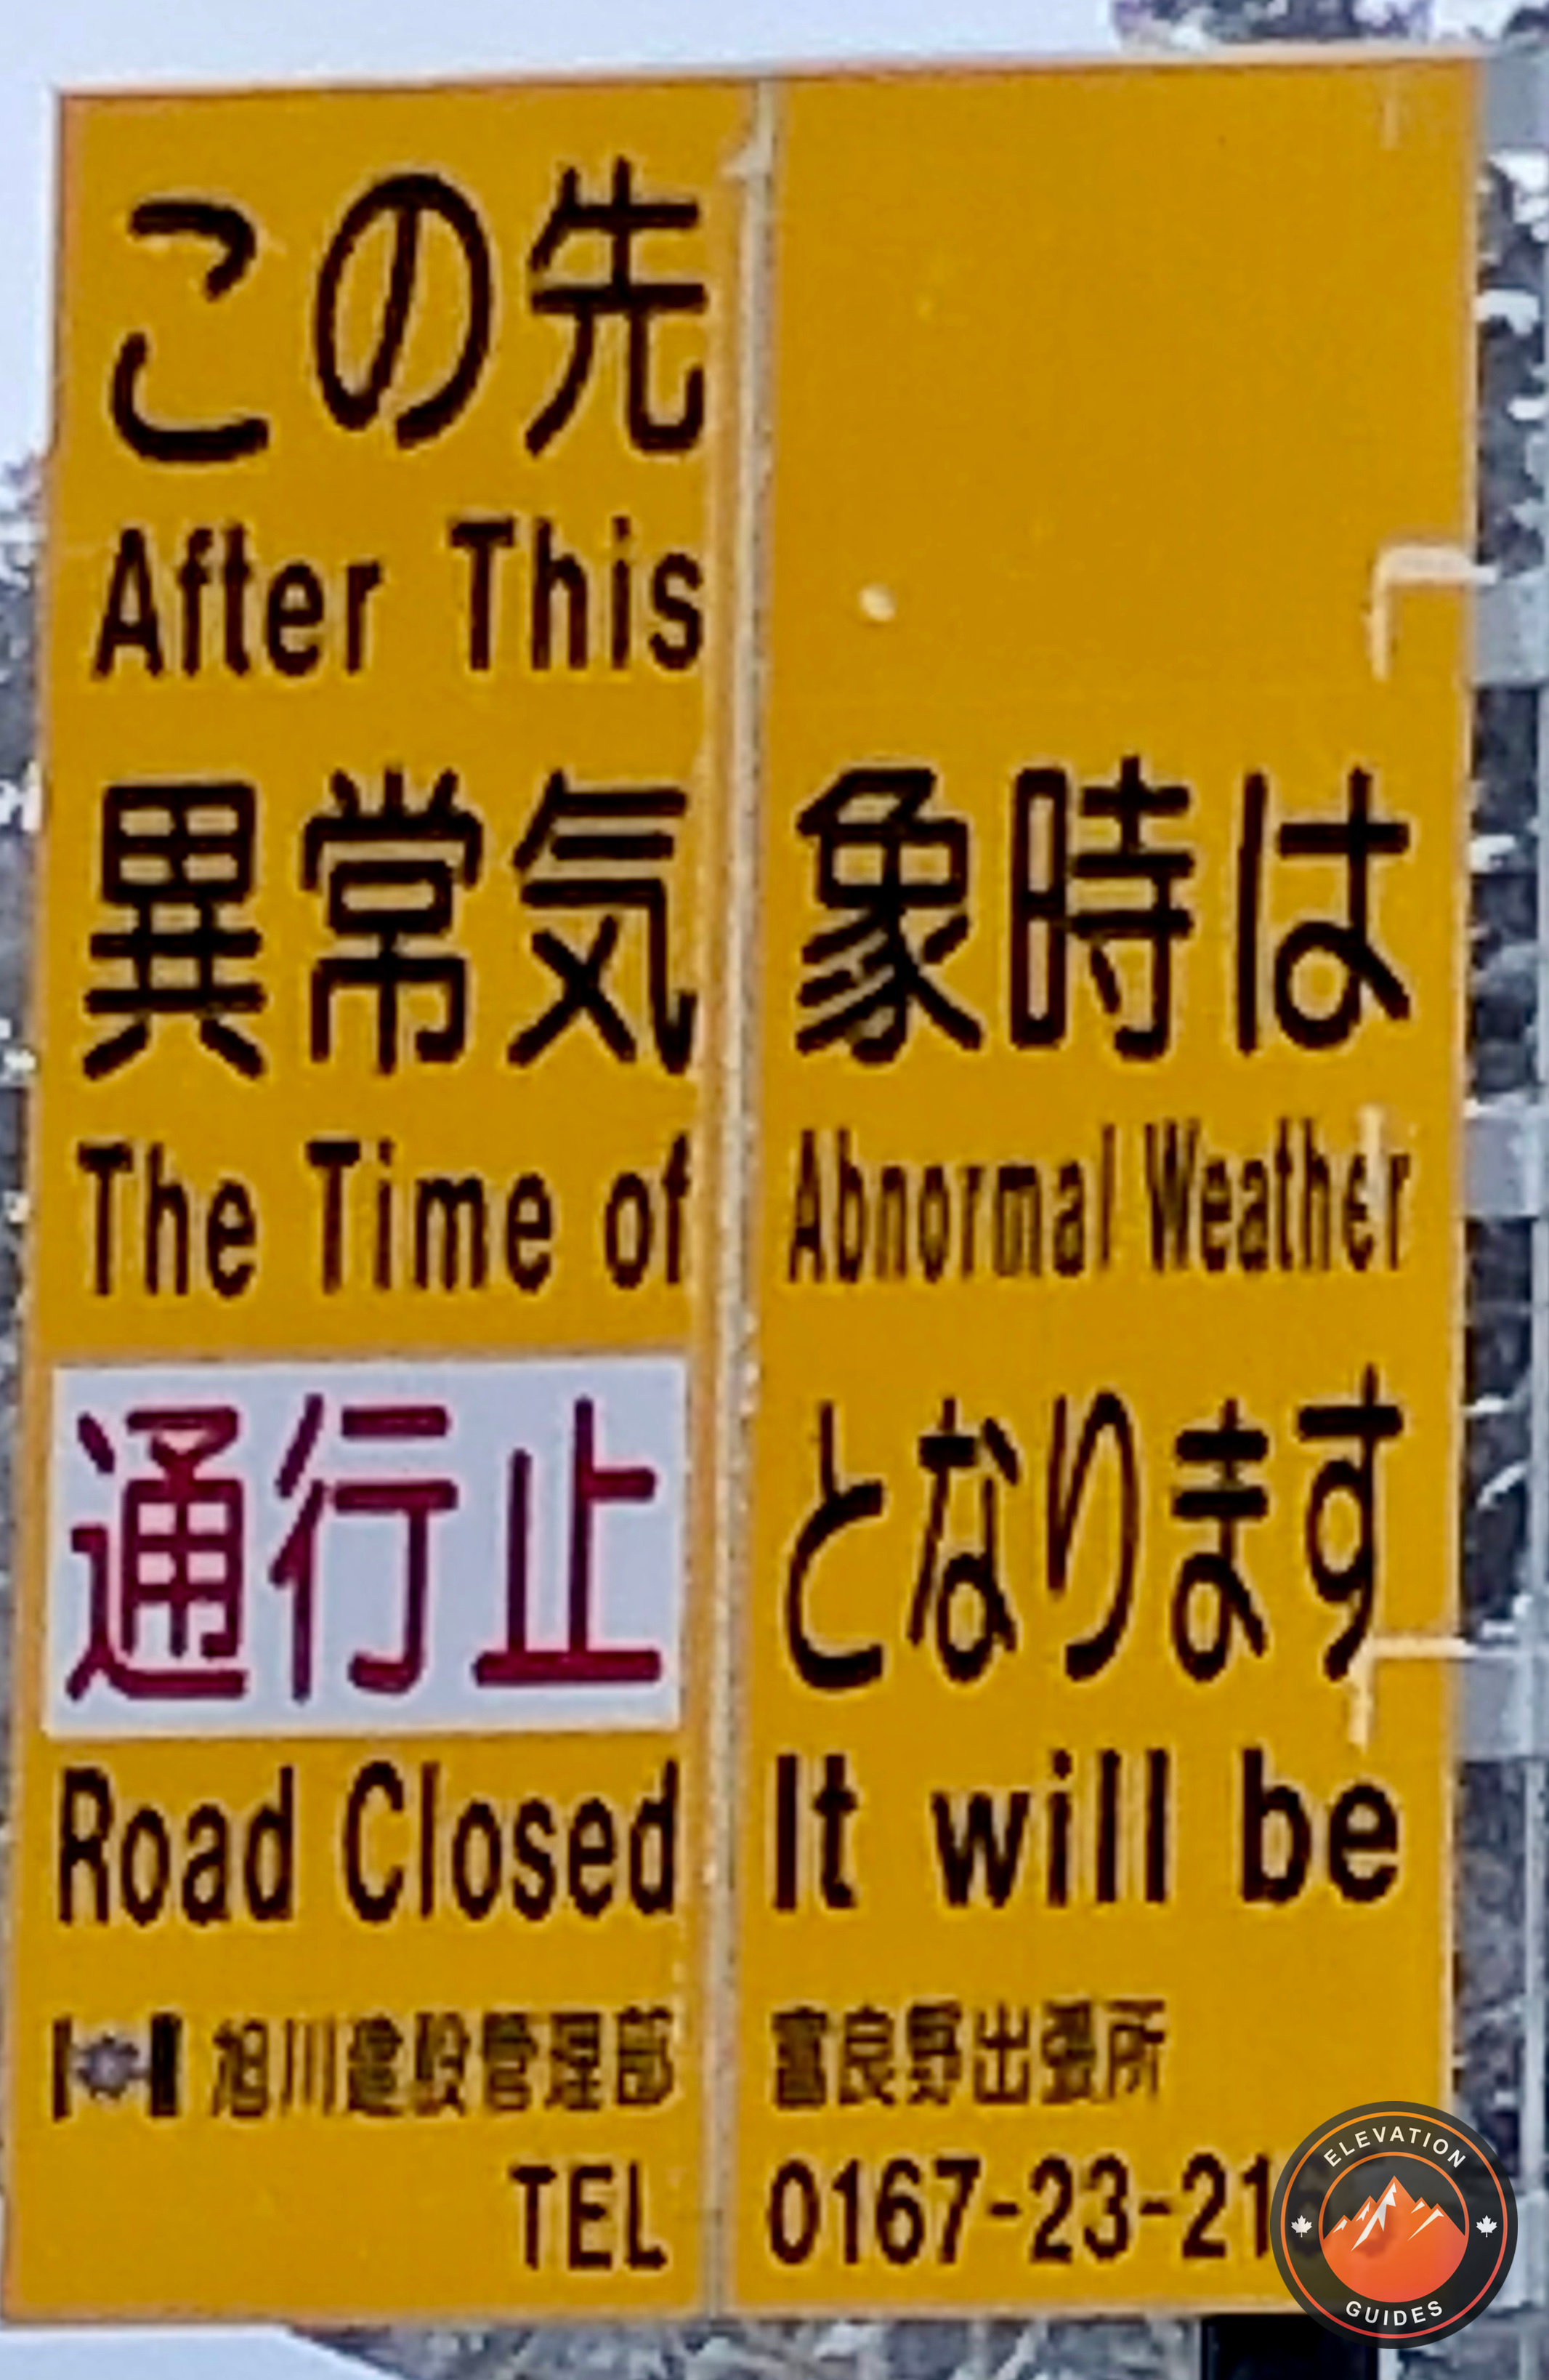 この先
After This
異常気象時は
The Time of Abnormal Weather
通行止となります
Road Closed It will be
旭川建設管理部 富良野出張所
TEL 0167-23-21
ELEVATION
GUIDES